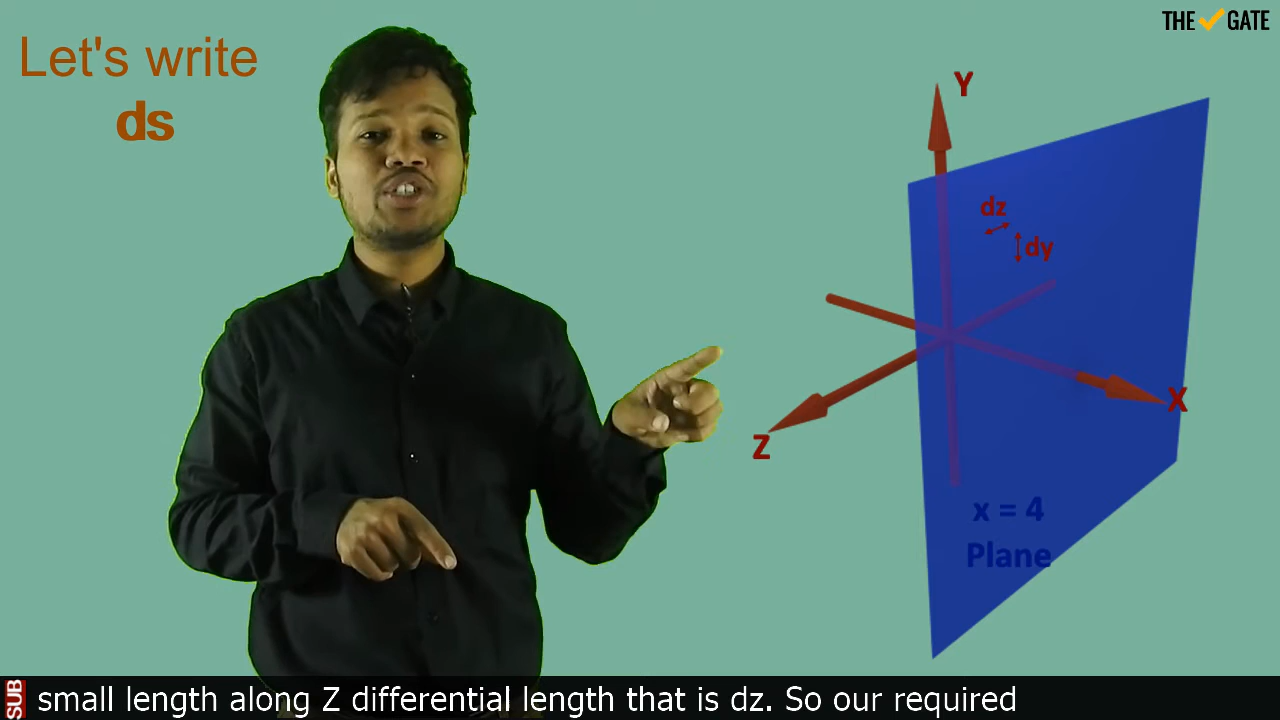 THE GATE
Let's write
ds
Y
dz
dy
X
Z
x = 4
Plane
SUB
small length along Z differential length that is dz. So our required